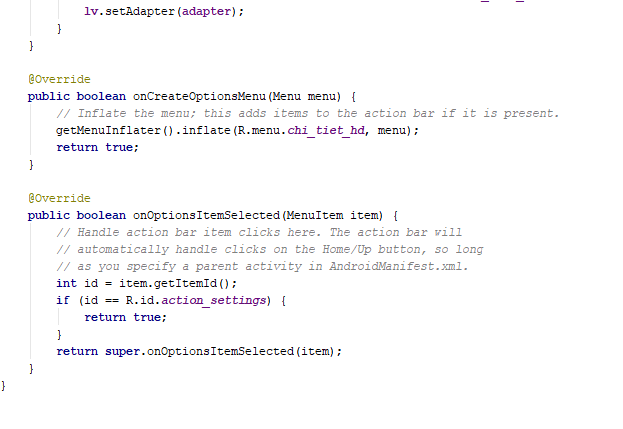 lv.setAdapter(adapter);
}
}
@Override
public boolean onCreateOptionsMenu(Menu menu) {
// Inflate the menu; this adds items to the action bar if it is present.
getMenuInflater().inflate(R.menu.chi_tiet_hd, menu);
return true;
}
@Override
public boolean onOptionsItemSelected(MenuItem item) {
// Handle action bar item clicks here. The action bar will
// automatically handle clicks on the Home/Up button, so long
// as you specify a parent activity in AndroidManifest.xml.
int id = item.getItemId();
if (id == R.id.action_settings) {
return true;
}
return super.onOptionsItemSelected(item);
}
}